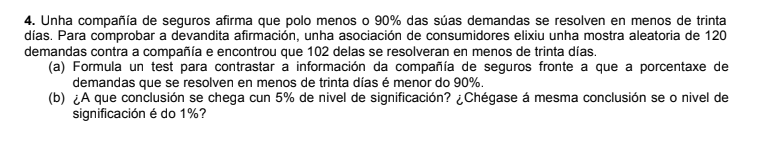 4. Unha compañía de seguros afirma que polo menos o 90% das súas demandas se resolven en menos de trinta
días. Para comprobar a devandita afirmación, unha asociación de consumidores elixiu unha mostra aleatoria de 120
demandas contra a compañía e encontrou que 102 delas se resolveran en menos de trinta días.
(a) Formula un test para contrastar a información da compañía de seguros fronte a que a porcentaxe de
demandas que se resolven en menos de trinta días é menor do 90%.
(b) ¿A que conclusión se chega cun 5% de nivel de significación? ¿Chégase á mesma conclusión se o nivel de
significación é do 1%?